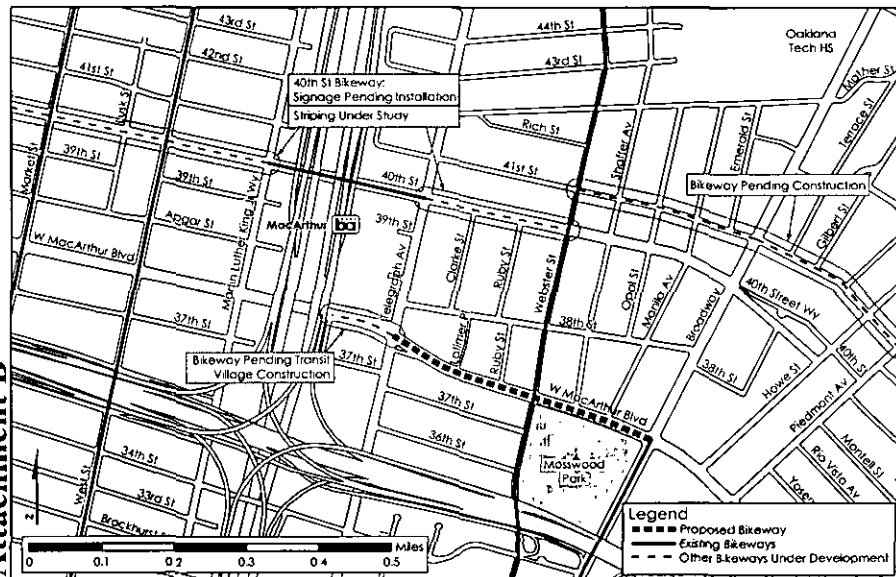 Attachment B
43rd St
42nd St
41st St
39th St
39th St
Market St
Apgar St
W MacArthur Blvd
37th St
West St
34th St
33rd St
Martin Luther King Jr Wy
MacArthur
ba
40th St Bikeway:
Signage Pending Installation
Striping Under Study
44th St
43rd St
Rich St
41st St
40th St
39th St
Telegraph Av
Clarke St
Ruby St
Webster St
Shafter Av
Opal St
Manila Av
Emerald St
Broadway
38th St
Latimer Pl
Ruby St
37th St
37th St
36th St
W MacArthur Blvd
Mosswood
Park
Bikeway Pending Transit
Village Construction
Bikeway Pending Construction
Oakland
Tech HS
Mather St
Terrace St
Gilbert St
40th Street Wy
40th St
Howe St
38th St
Piedmont Av
Montell St
Rio Vista Av
Legend
Proposed Bikeway
Existing Bikeways
Other Bikeways Under Development
0 0.1 0.2 0.3 0.4 0.5 Miles